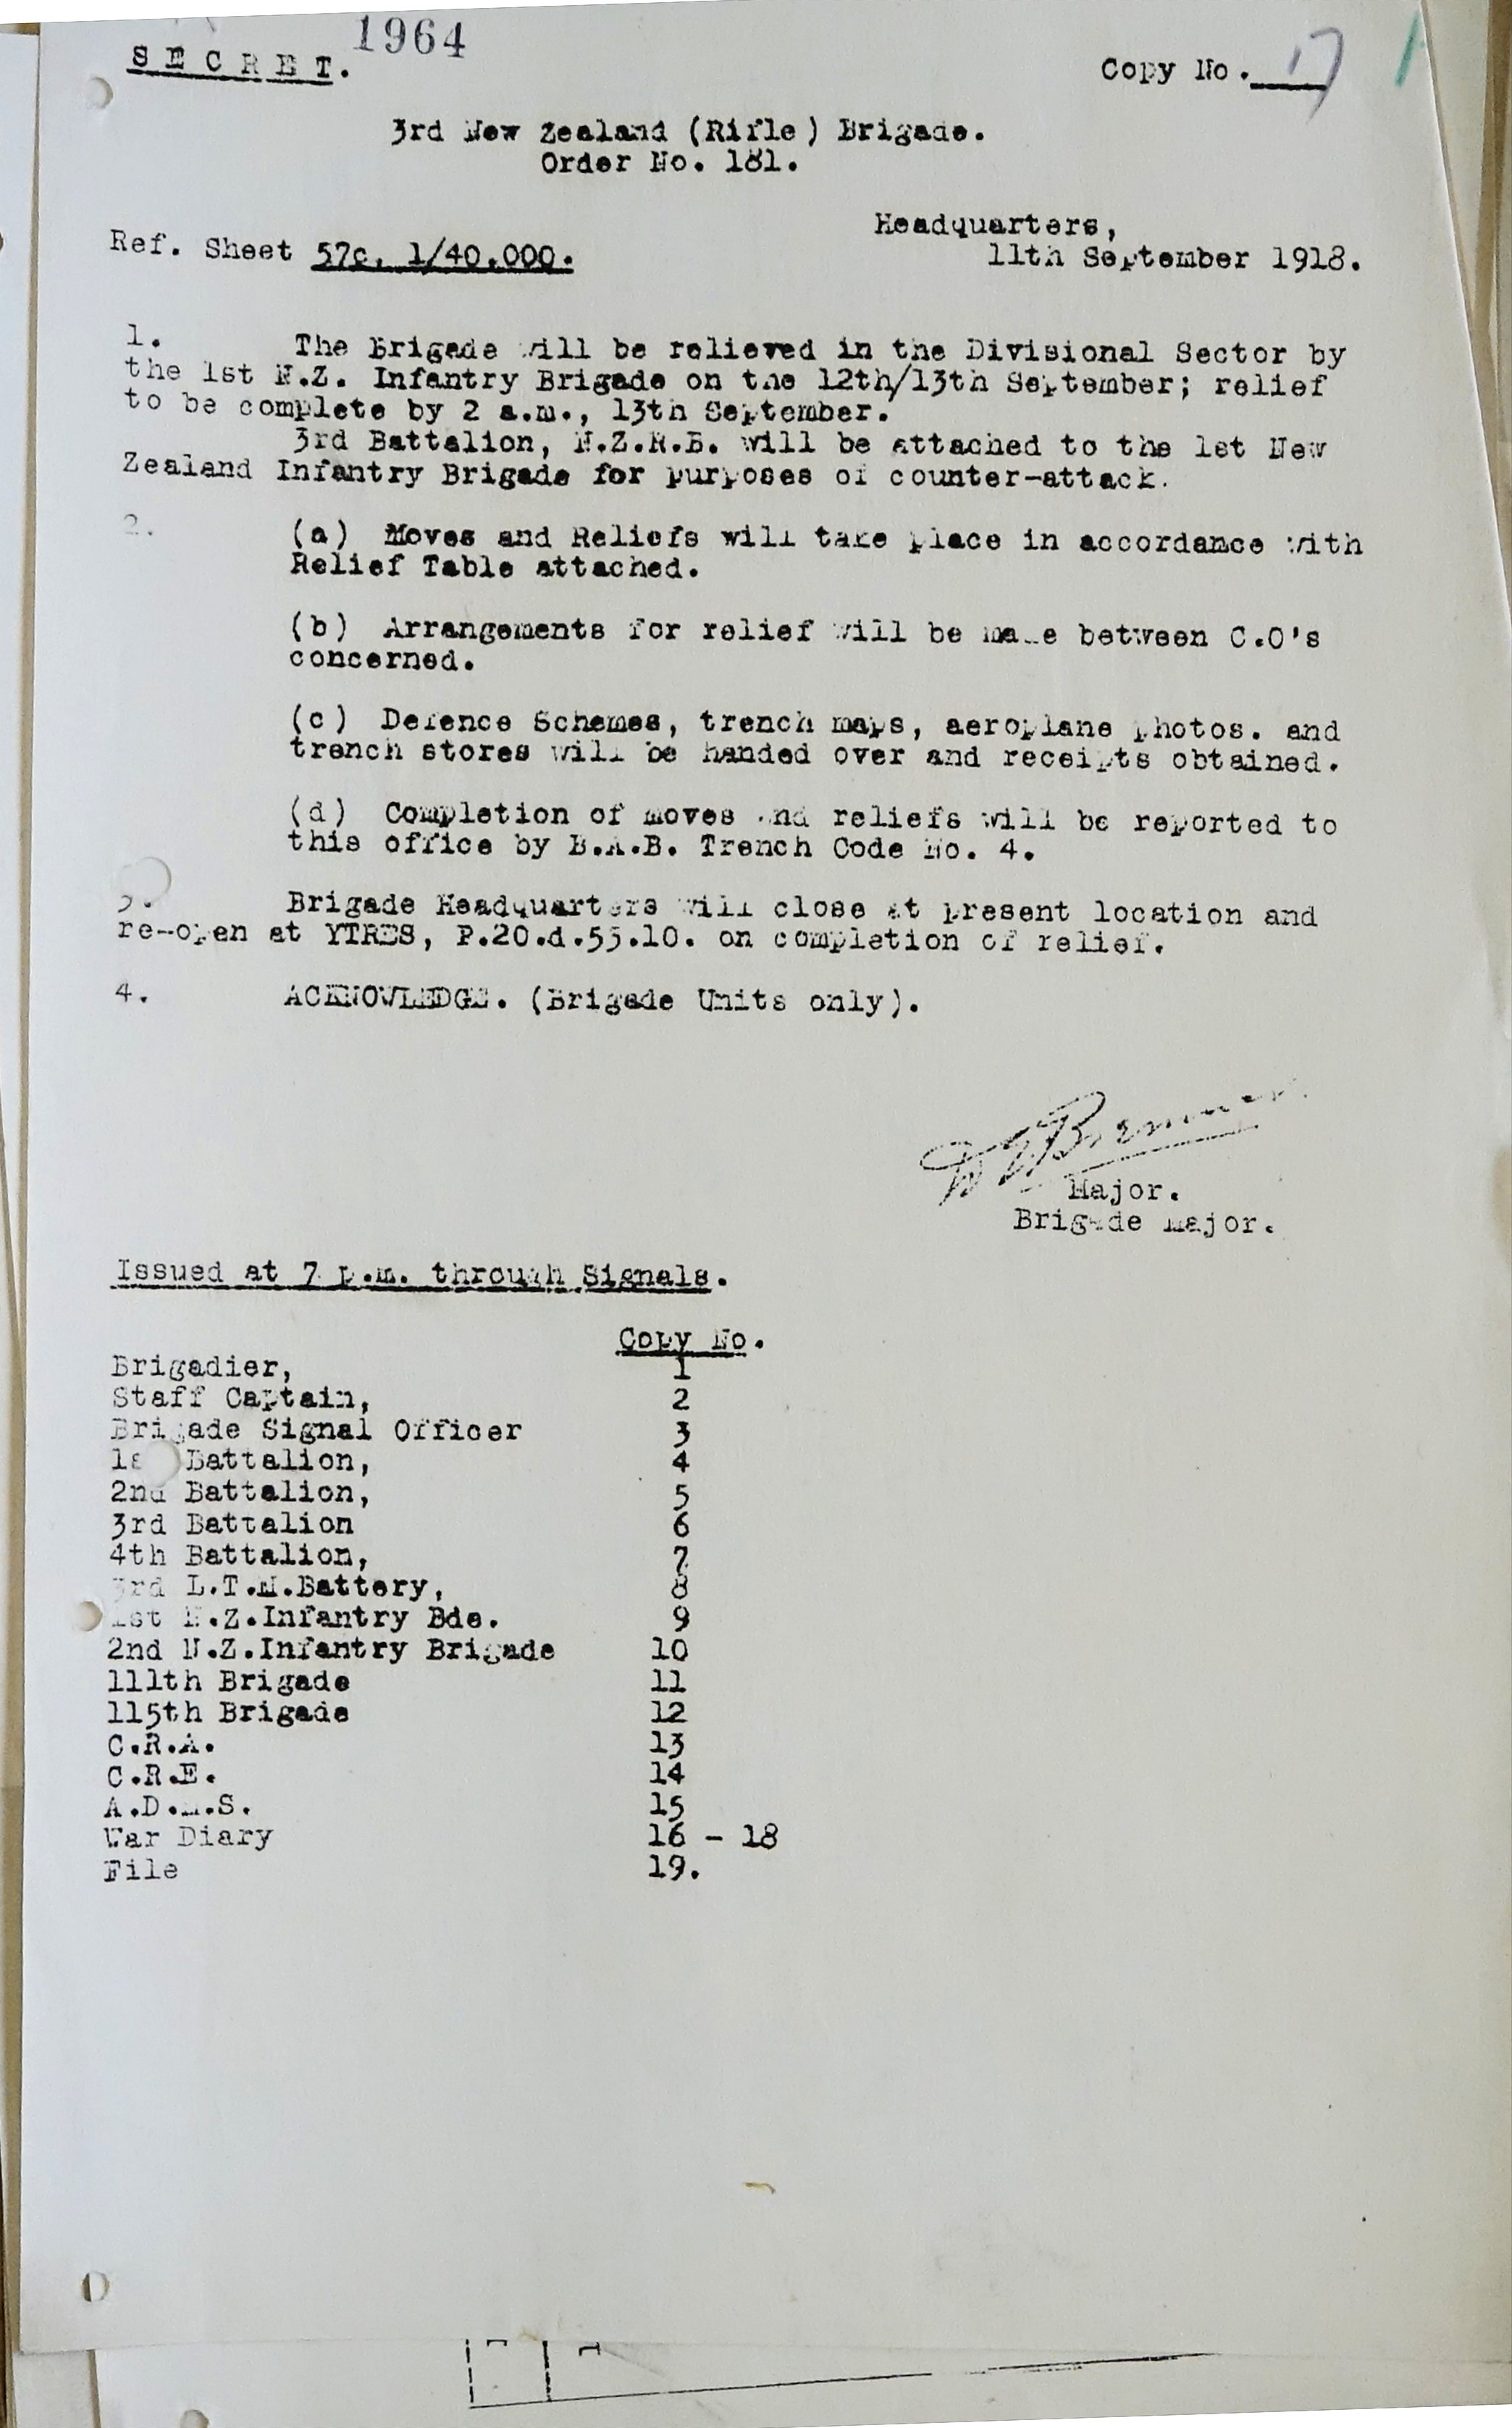 1964
SECRET.
Copy No. 17
3rd New Zealand (Rifle) Brigade.
Order No. 181.
Headquarters,
11th September 1918.
Ref. Sheet 57c. 1/40.000.
1. The Brigade will be relieved in the Divisional Sector by
the 1st N.Z. Infantry Brigade on the 12th/13th September; relief
to be complete by 2 a.m., 13th September.
3rd Battalion, N.Z.R.B. will be attached to the 1st New
Zealand Infantry Brigade for purposes of counter-attack.
2. (a) Moves and Reliefs will take place in accordance with
Relief Table attached.
(b) Arrangements for relief will be made between C.O's
concerned.
(c) Defence Schemes, trench maps, aeroplane photos. and
trench stores will be handed over and receipts obtained.
(d) Completion of moves and reliefs will be reported to
this office by B.A.B. Trench Code No. 4.
3. Brigade Headquarters will close at present location and
re-open at YTRES, P.20.d.55.10. on completion of relief.
4. ACKNOWLEDGE. (Brigade Units only).
Major.
Brigade Major.
Issued at 7 p.m. through Signals.
Copy No.
Brigadier, 1
Staff Captain, 2
Brigade Signal Officer 3
1st Battalion, 4
2nd Battalion, 5
3rd Battalion 6
4th Battalion, 7
3rd L.T.M.Battery, 8
1st N.Z.Infantry Bde. 9
2nd N.Z.Infantry Brigade 10
111th Brigade 11
115th Brigade 12
C.R.A. 13
C.R.E. 14
A.D.M.S. 15
War Diary 16 - 18
File 19.